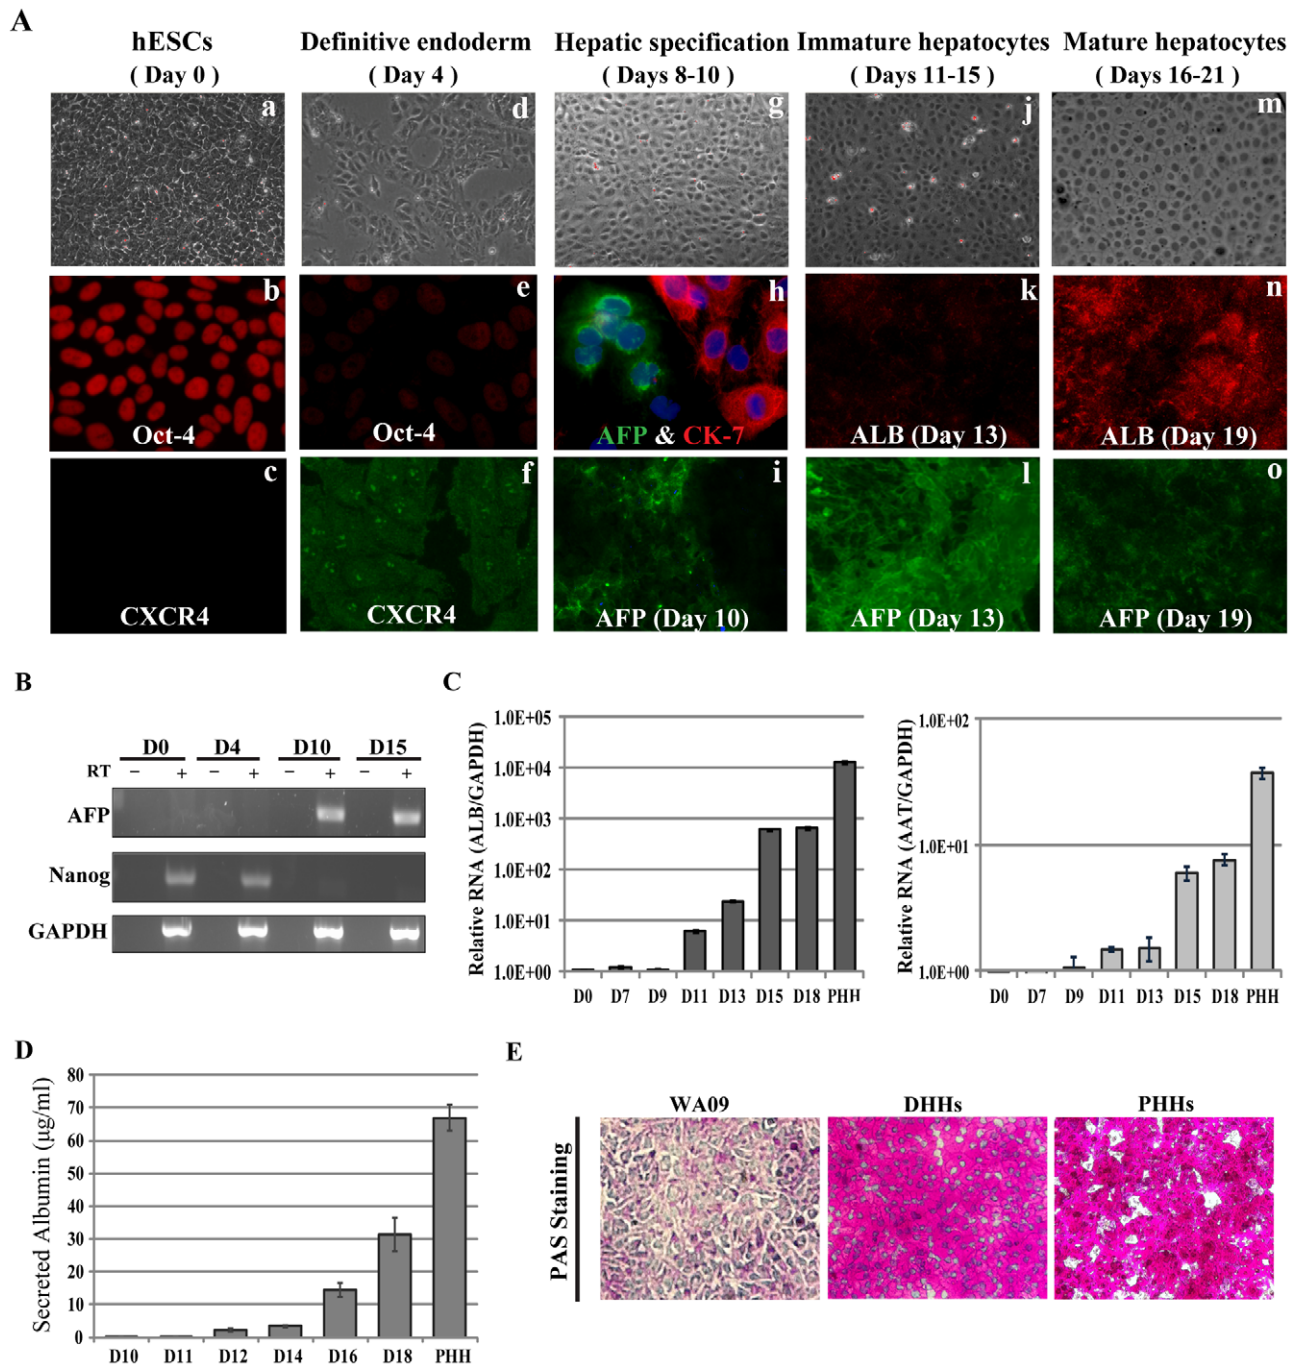 A
hESCs
( Day 0 )
Definitive endoderm
( Day 4 )
Hepatic specification
( Days 8-10 )
Immature hepatocytes
( Days 11-15 )
Mature hepatocytes
( Days 16-21 )
a
d
g
j
m
b
Oct-4
e
Oct-4
h
AFP & CK-7
k
ALB (Day 13)
n
ALB (Day 19)
c
CXCR4
f
CXCR4
i
AFP (Day 10)
l
AFP (Day 13)
o
AFP (Day 19)
B
D0 D4 D10 D15
RT − + − + − + − +
AFP
Nanog
GAPDH
C
Relative RNA (ALB/GAPDH)
1.0E+05
1.0E+04
1.0E+03
1.0E+02
1.0E+01
1.0E+00
D0 D7 D9 D11 D13 D15 D18 PHH
Relative RNA (AAT/GAPDH)
1.0E+02
1.0E+01
1.0E+00
D0 D7 D9 D11 D13 D15 D18 PHH
D
Secreted Albumin (µg/ml)
80
70
60
50
40
30
20
10
0
D10 D11 D12 D14 D16 D18 PHH
E
WA09 DHHs PHHs
PAS Staining